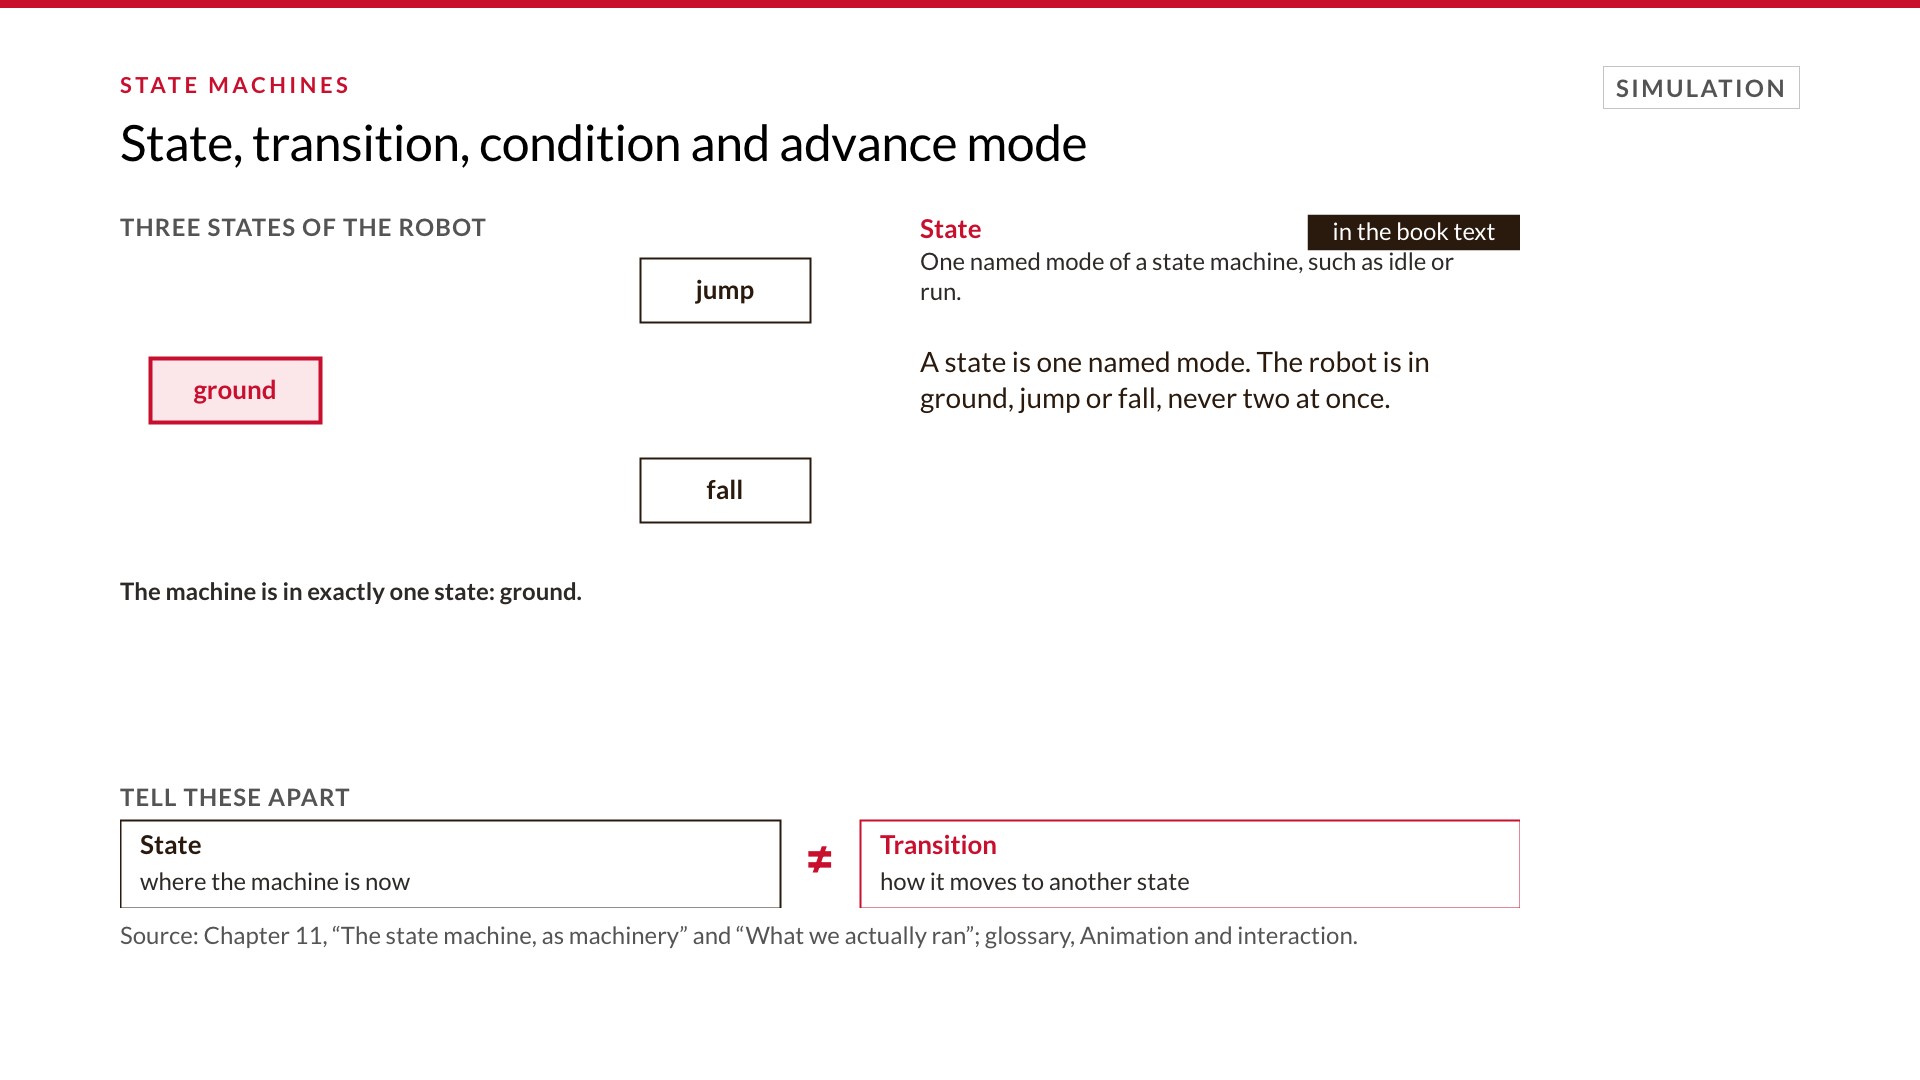 STATE MACHINES
SIMULATION
State, transition, condition and advance mode
THREE STATES OF THE ROBOT
jump
ground
fall
The machine is in exactly one state: ground.
State
in the book text
One named mode of a state machine, such as idle or
run.
A state is one named mode. The robot is in
ground, jump or fall, never two at once.
TELL THESE APART
State
where the machine is now
≠
Transition
how it moves to another state
Source: Chapter 11, “The state machine, as machinery” and “What we actually ran”; glossary, Animation and interaction.